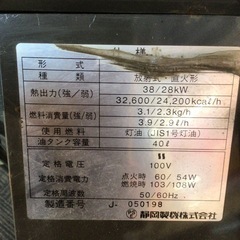 仕様
形式
種類 放射式・直火形
熱出力(強/弱) 38/28kW
32,600/24,200kcal/h
燃料消費量(強/弱) 3.1/2.3kg/h
3.9/2.9ℓ/h
使用燃料 灯油(JIS1号灯油)
油タンク容量 40ℓ
定格電圧 100V
定格消費電力 点火時 60/54W
燃焼時 103/108W
定格周波数 50/60Hz
製造番号 J- 050198
静岡製機株式会社